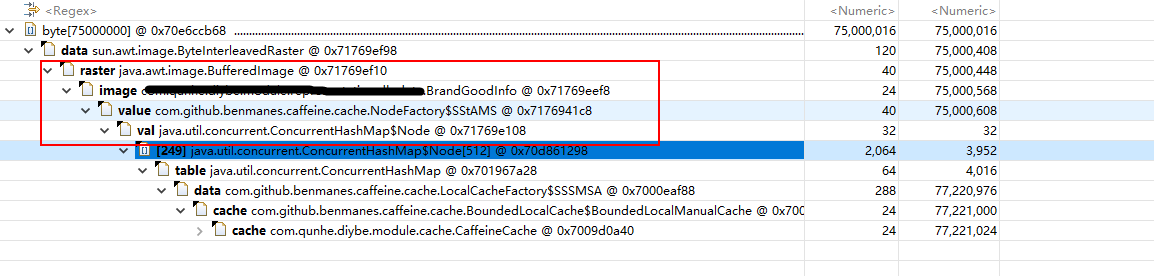 <Regex> <Numeric> <Numeric>
byte[75000000] @ 0x70e6ccb68 75,000,016 75,000,016
data sun.awt.image.ByteInterleavedRaster @ 0x71769ef98 120 75,000,408
raster java.awt.image.BufferedImage @ 0x71769ef10 40 75,000,448
image BrandGoodInfo @ 0x71769eef8 24 75,000,568
value com.github.benmanes.caffeine.cache.NodeFactory$SStAMS @ 0x7176941c8 40 75,000,608
val java.util.concurrent.ConcurrentHashMap$Node @ 0x71769e108 32 32
[249] java.util.concurrent.ConcurrentHashMap$Node[512] @ 0x70d861298 2,064 3,952
table java.util.concurrent.ConcurrentHashMap @ 0x701967a28 64 4,016
data com.github.benmanes.caffeine.cache.LocalCacheFactory$SSSMSA @ 0x7000eaf88 288 77,220,976
cache com.github.benmanes.caffeine.cache.BoundedLocalCache$BoundedLocalManualCache @ 0x700 24 77,221,000
cache com.qunhe.diybe.module.cache.CaffeineCache @ 0x7009d0a40 24 77,221,024